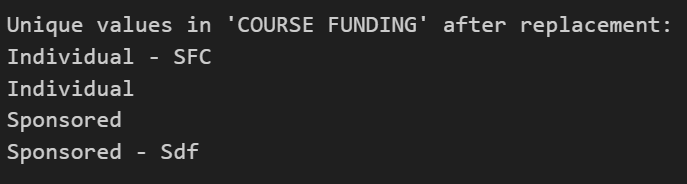 Unique values in 'COURSE FUNDING' after replacement:
Individual - SFC
Individual
Sponsored
Sponsored - Sdf